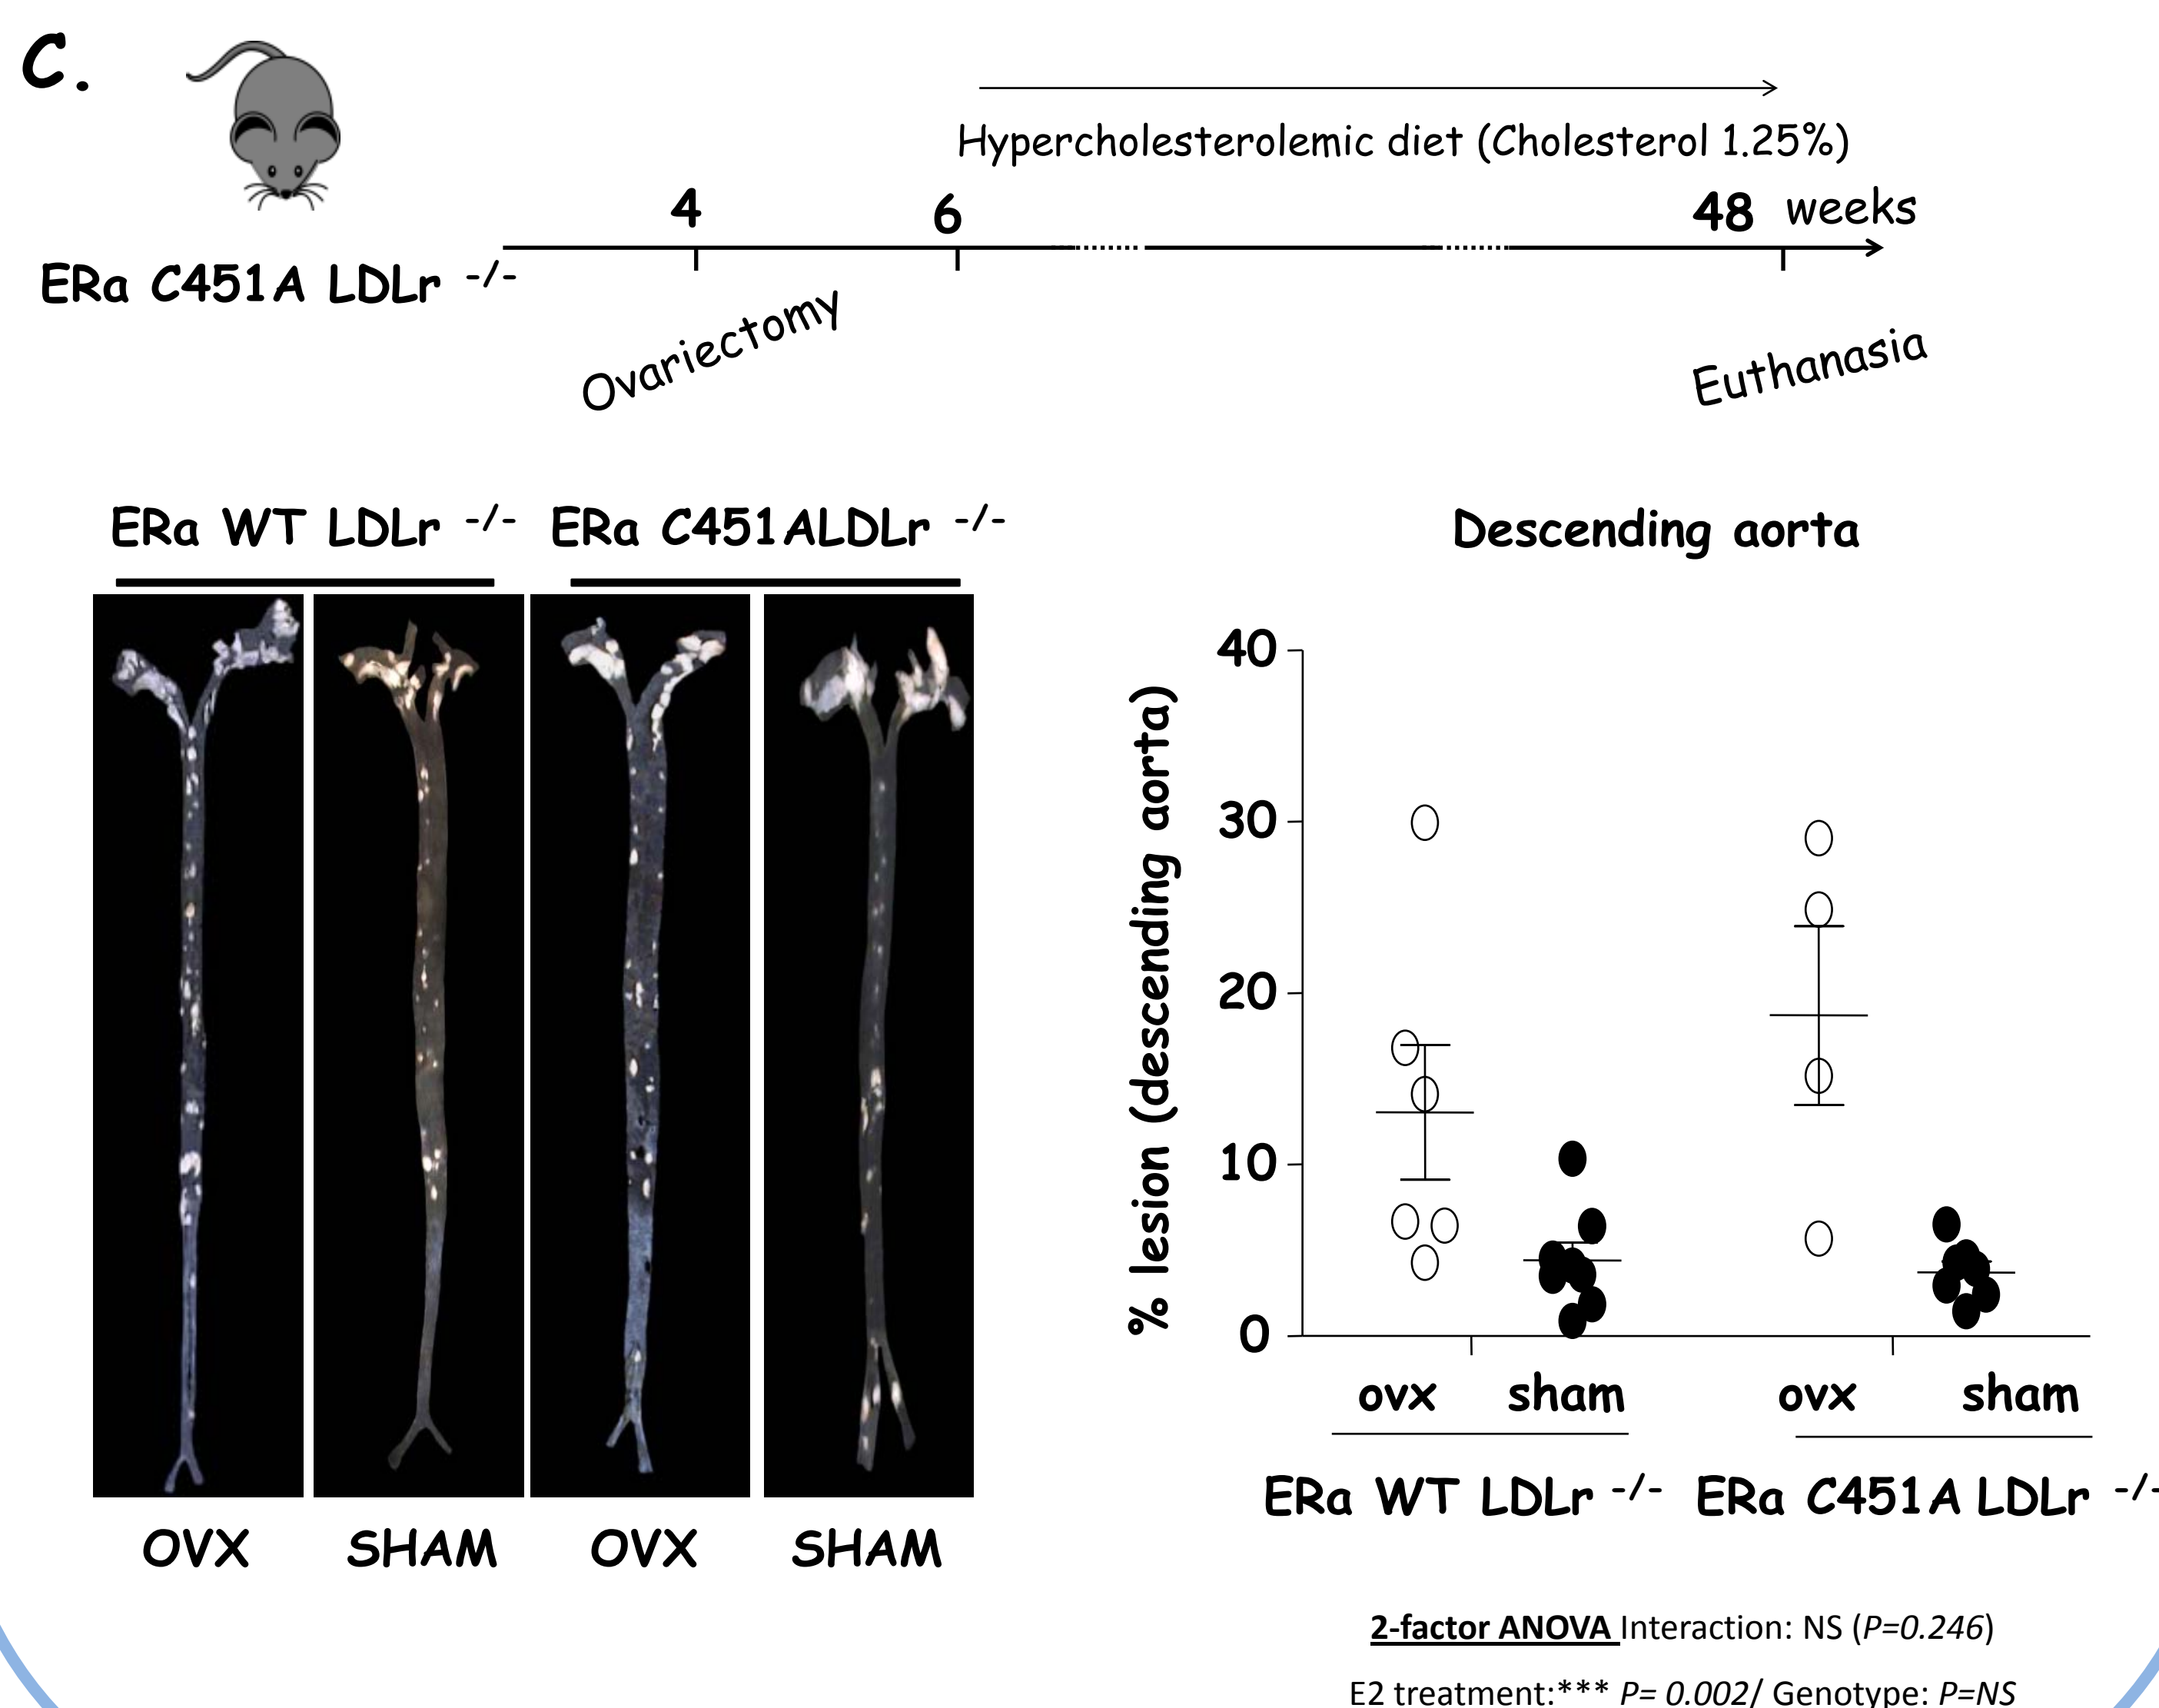 C.
Hypercholesterolemic diet (Cholesterol 1.25%)
4 6 48 weeks
ERa C451A LDLr -/-
Ovariectomy
Euthanasia
ERa WT LDLr -/- ERa C451ALDLr -/-
OVX SHAM OVX SHAM
Descending aorta
% lesion (descending aorta)
40
30
20
10
0
ovx sham ovx sham
ERa WT LDLr -/- ERa C451A LDLr -/-
2-factor ANOVA Interaction: NS (P=0.246)
E2 treatment:*** P= 0.002/ Genotype: P=NS